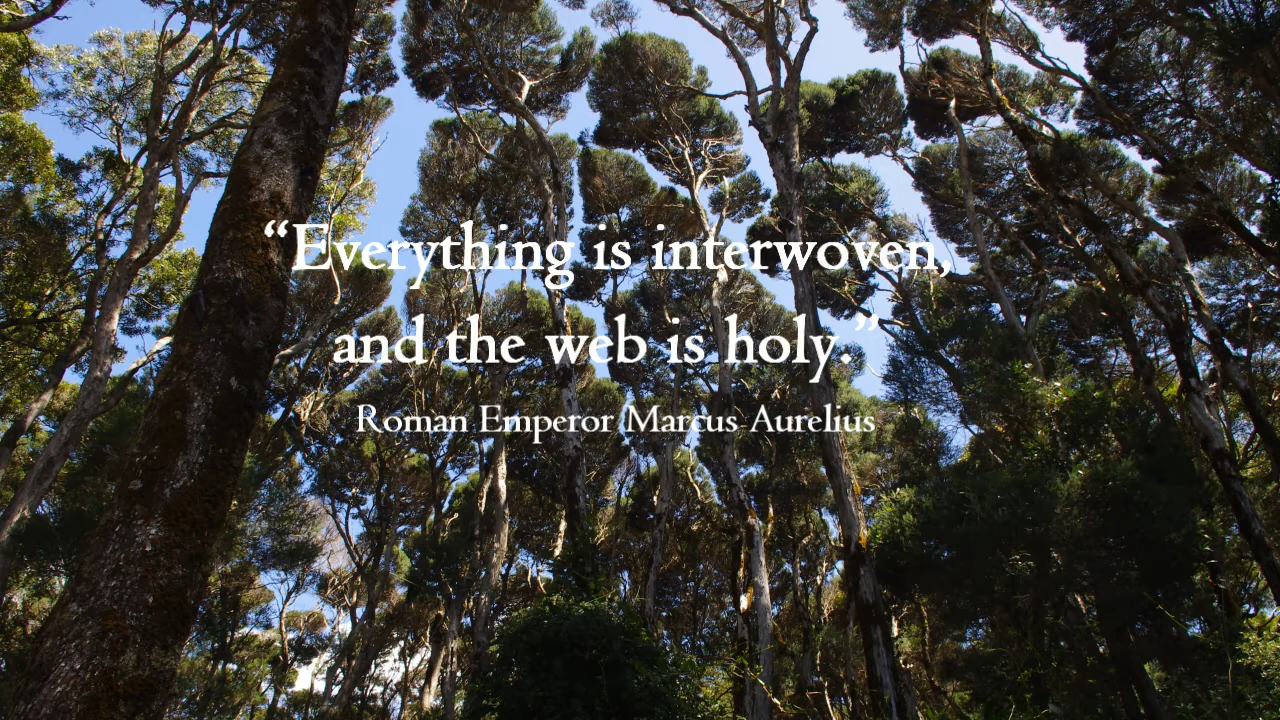 “Everything is interwoven,
and the web is holy.”
Roman Emperor Marcus Aurelius